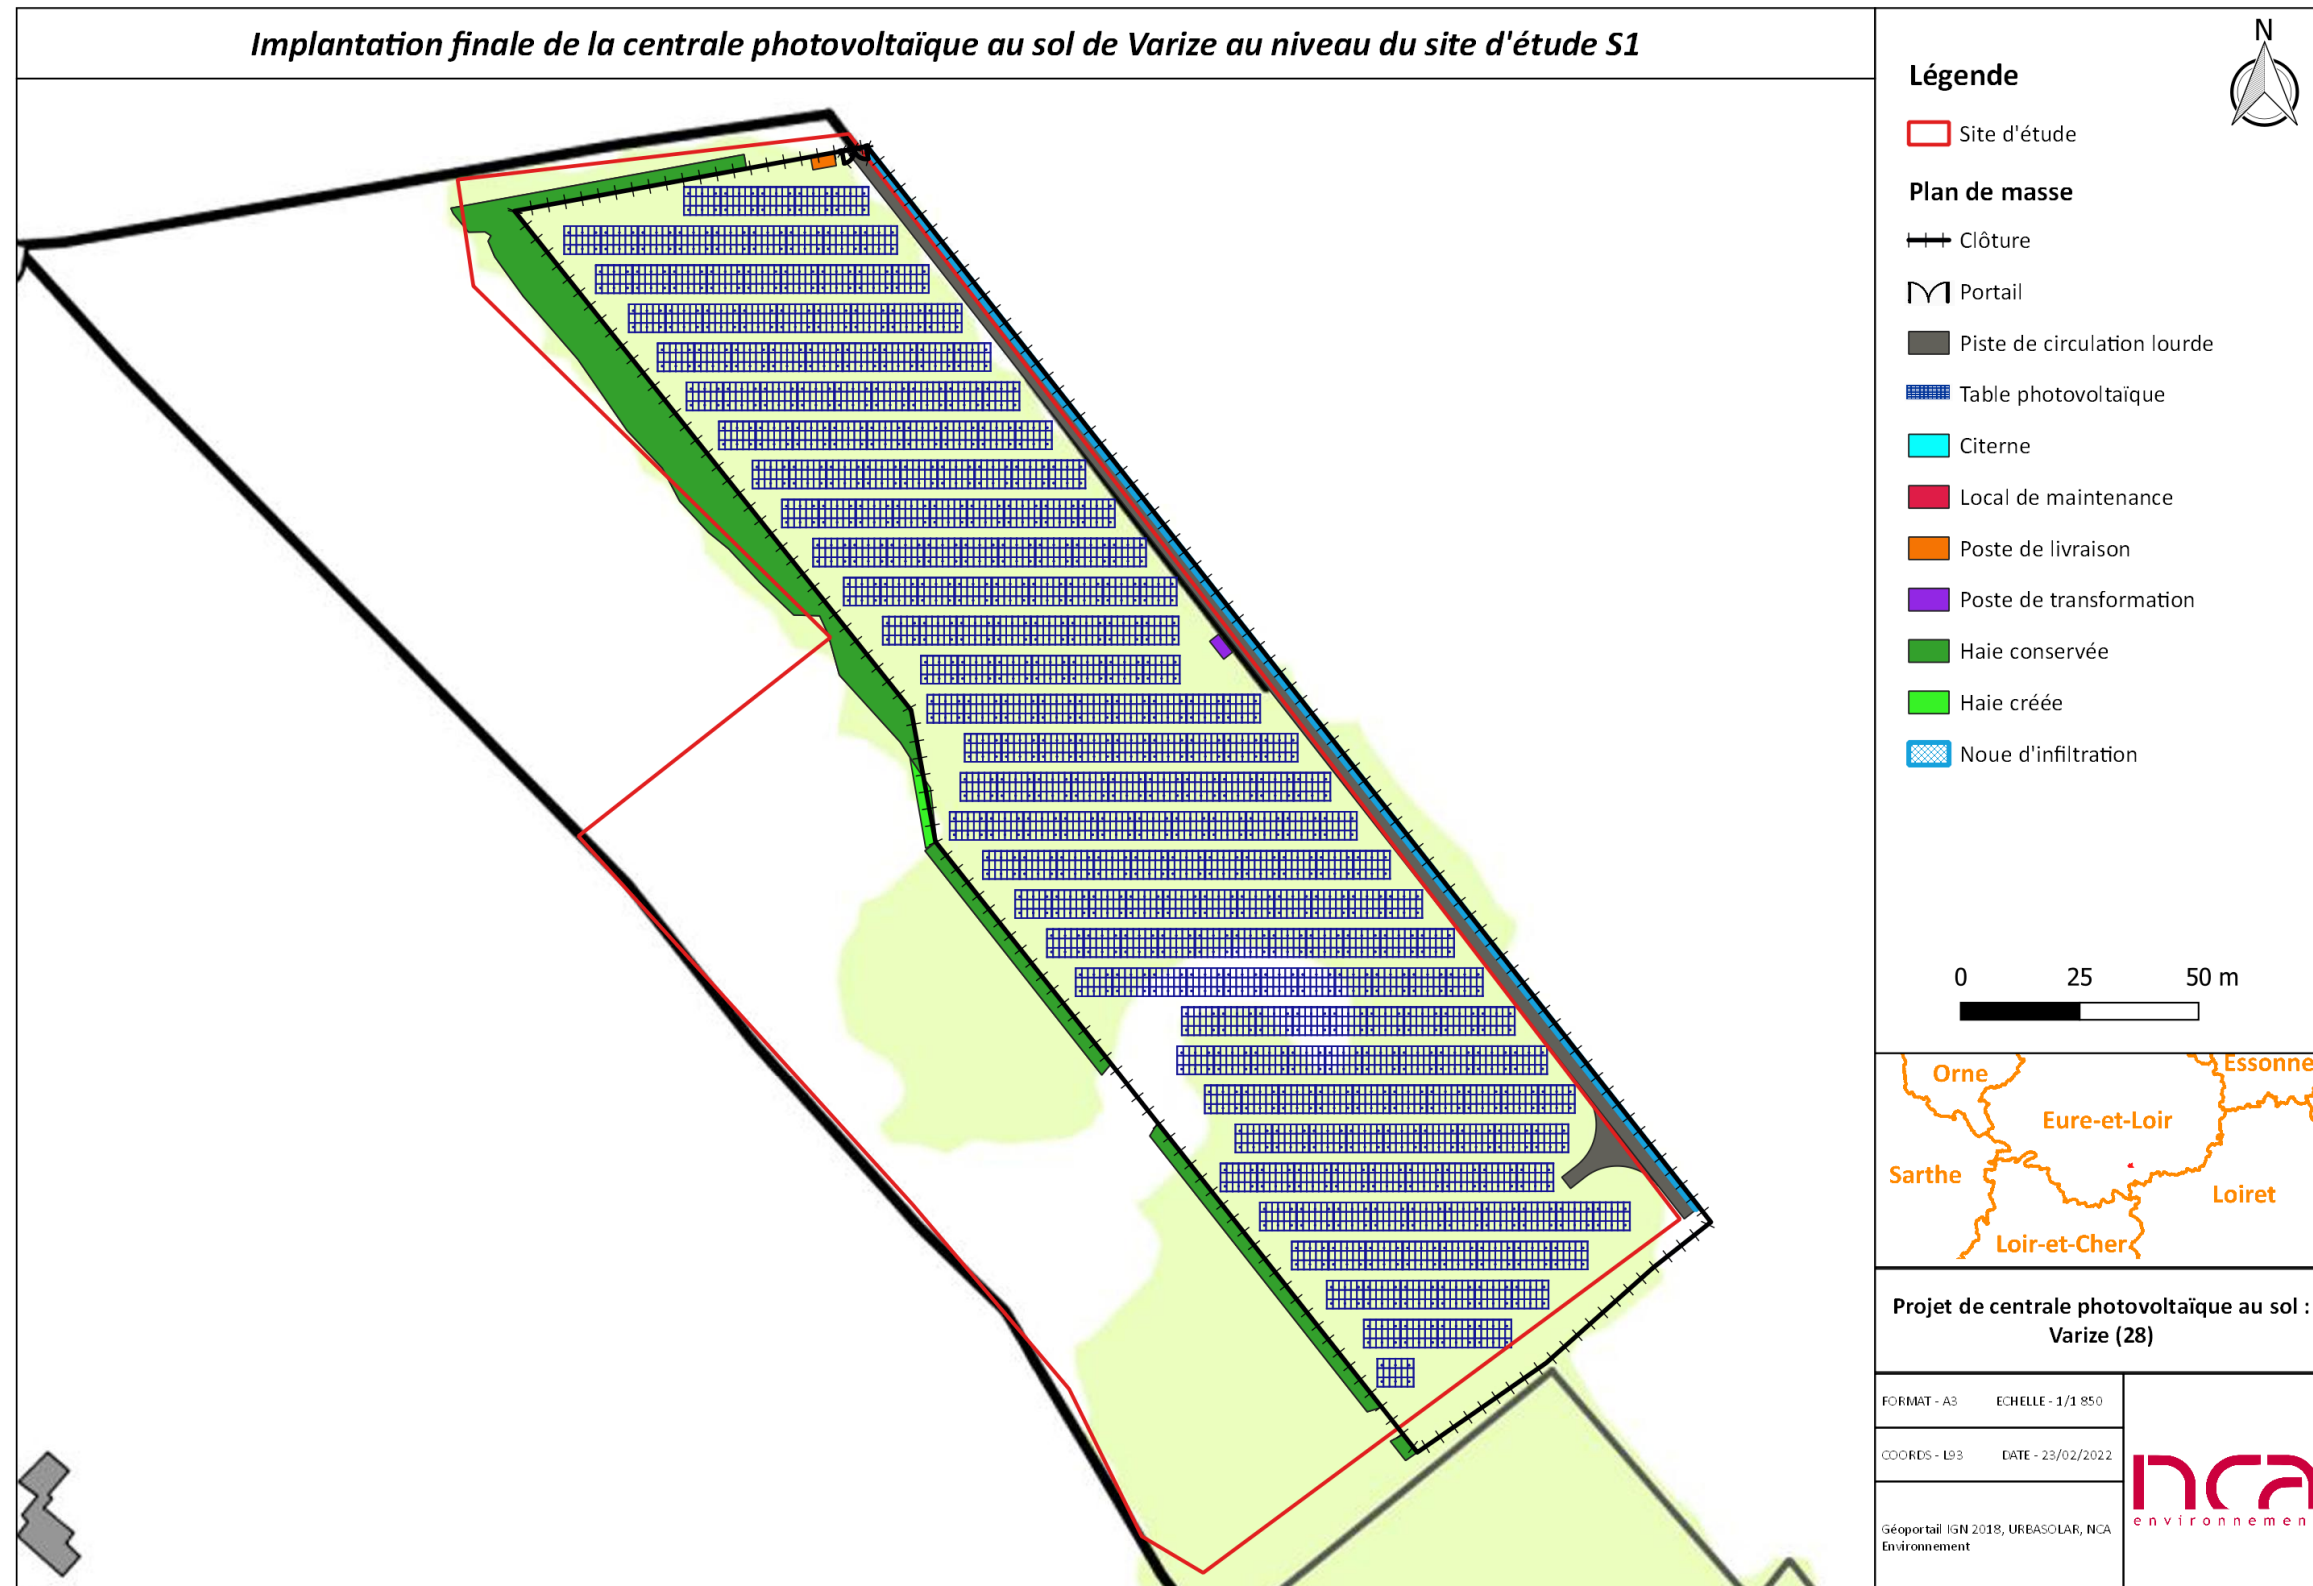 Implantation finale de la centrale photovoltaïque au sol de Varize au niveau du site d'étude S1
N
Légende
Site d'étude
Plan de masse
Clôture
Portail
Piste de circulation lourde
Table photovoltaïque
Citerne
Local de maintenance
Poste de livraison
Poste de transformation
Haie conservée
Haie créée
Noue d'infiltration
0 25 50 m
Essonne
Orne
Eure-et-Loir
Sarthe
Loiret
Loir-et-Cher
Projet de centrale photovoltaïque au sol :
Varize (28)
FORMAT - A3 ECHELLE - 1/1 850
COORDS - L93 DATE - 23/02/2022
Géoportail IGN 2018, URBASOLAR, NCA
Environnement
nca
environnemen